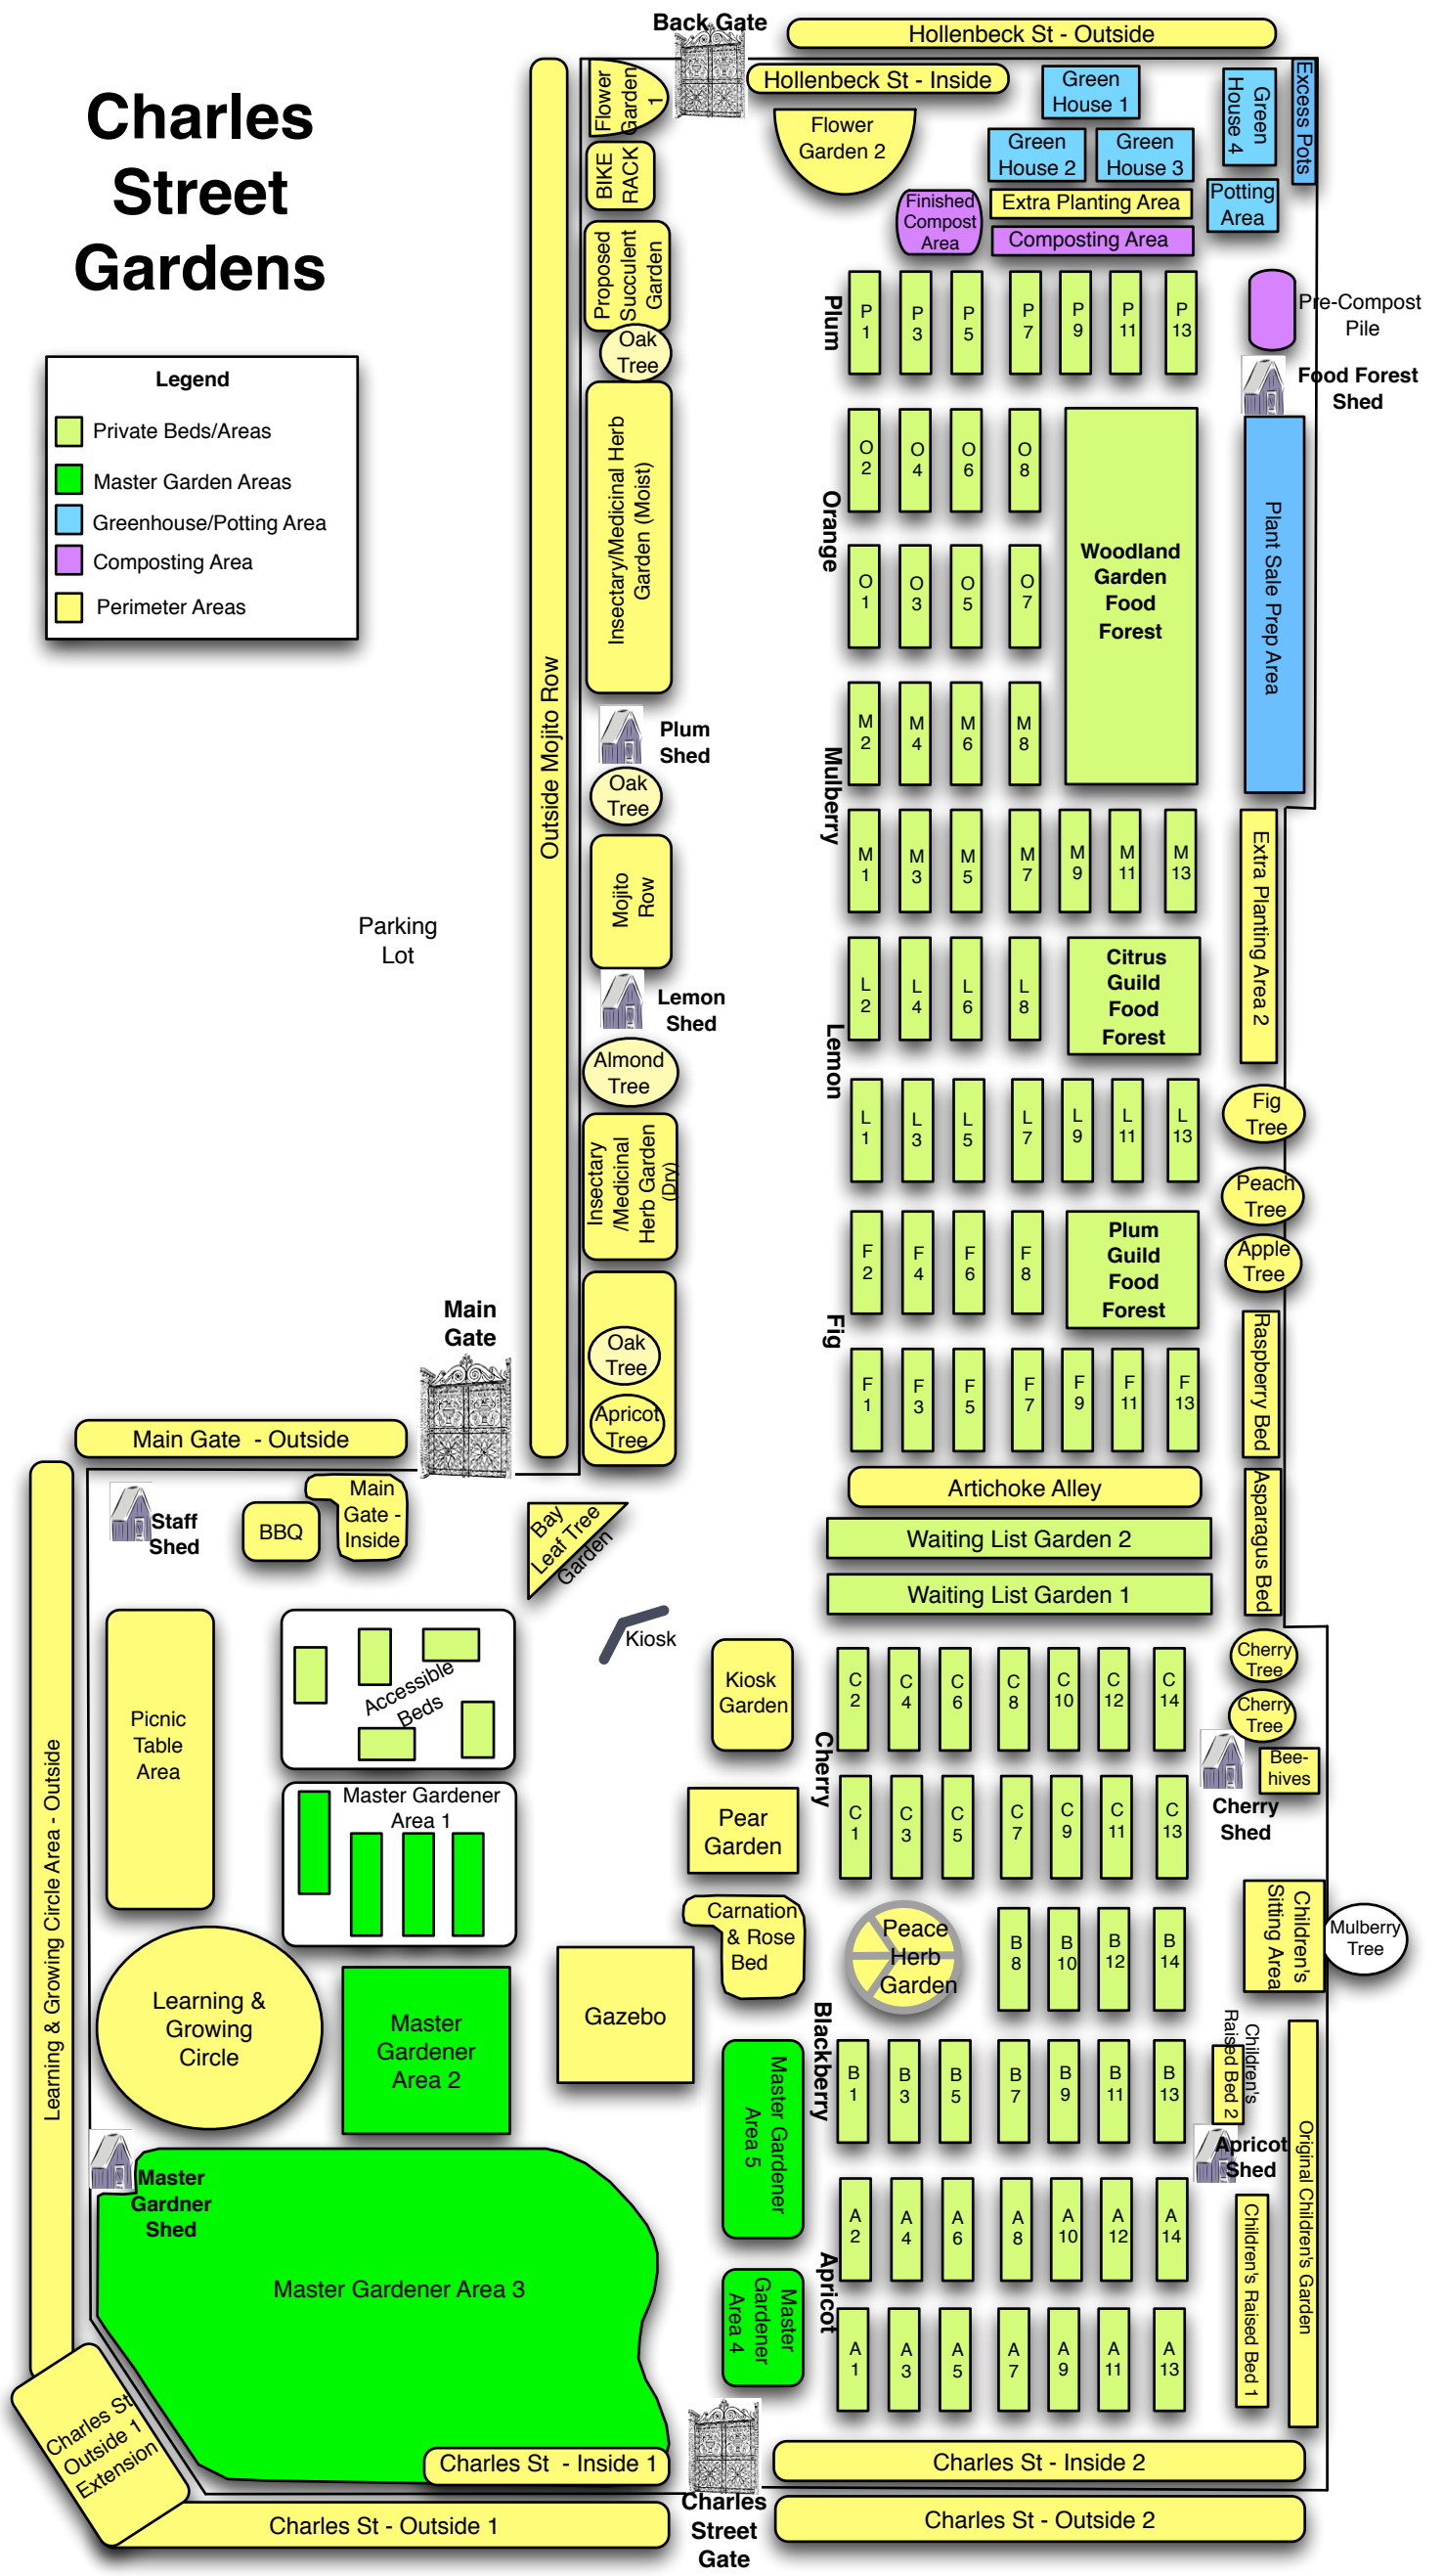 Charles
Street
Gardens
Legend
Private Beds/Areas
Master Garden Areas
Greenhouse/Potting Area
Composting Area
Perimeter Areas
Back Gate
Hollenbeck St - Outside
Hollenbeck St - Inside
Flower
Garden
1
Flower
Garden 2
Green
House 1
Green
House 2
Green
House 3
Green
House 4
Excess Pots
Potting
Area
BIKE
RACK
Finished
Compost
Area
Extra Planting Area
Composting Area
Proposed
Succulent
Garden
Oak
Tree
Plum
P
1
P
3
P
5
P
7
P
9
P
11
P
13
Pre-Compost
Pile
Food Forest
Shed
Insectary/Medicinal Herb
Garden (Moist)
Orange
O
2
O
4
O
6
O
8
O
1
O
3
O
5
O
7
Woodland
Garden
Food
Forest
Plant Sale Prep Area
Outside Mojito Row
Plum
Shed
Oak
Tree
Mulberry
M
2
M
4
M
6
M
8
M
1
M
3
M
5
M
7
M
9
M
11
M
13
Extra Planting Area 2
Mojito
Row
Parking
Lot
Lemon
Shed
Lemon
L
2
L
4
L
6
L
8
Citrus
Guild
Food
Forest
Almond
Tree
L
1
L
3
L
5
L
7
L
9
L
11
L
13
Fig
Tree
Peach
Tree
Apple
Tree
Insectary
/Medicinal
Herb Garden
(Dry)
Fig
F
2
F
4
F
6
F
8
Plum
Guild
Food
Forest
F
1
F
3
F
5
F
7
F
9
F
11
F
13
Raspberry Bed
Oak
Tree
Apricot
Tree
Main
Gate
Main Gate  - Outside
Artichoke Alley
Waiting List Garden 2
Waiting List Garden 1
Asparagus Bed
Staff
Shed
BBQ
Main
Gate -
Inside
Bay
Leaf Tree
Garden
Kiosk
Kiosk
Garden
Learning & Growing Circle Area - Outside
Picnic
Table
Area
Accessible
Beds
Master Gardener
Area 1
Cherry
C
2
C
4
C
6
C
8
C
10
C
12
C
14
Cherry
Tree
Cherry
Tree
Bee-
hives
Cherry
Shed
Pear
Garden
C
1
C
3
C
5
C
7
C
9
C
11
C
13
Carnation
& Rose
Bed
Peace
Herb
Garden
Blackberry
B
8
B
10
B
12
B
14
Children's
Sitting Area
Mulberry
Tree
Learning &
Growing
Circle
Master
Gardener
Area 2
Gazebo
Master Gardener
Area 5
B
1
B
3
B
5
B
7
B
9
B
11
B
13
Children's
Raised Bed 2
Apricot
Shed
Original Children's Garden
Master
Gardner
Shed
Master Gardener Area 3
Master
Gardener
Area 4
Apricot
A
2
A
4
A
6
A
8
A
10
A
12
A
14
A
1
A
3
A
5
A
7
A
9
A
11
A
13
Children's Raised Bed 1
Charles St
Outside 1
Extension
Charles St  - Inside 1
Charles St - Inside 2
Charles St - Outside 1
Charles
Street
Gate
Charles St - Outside 2